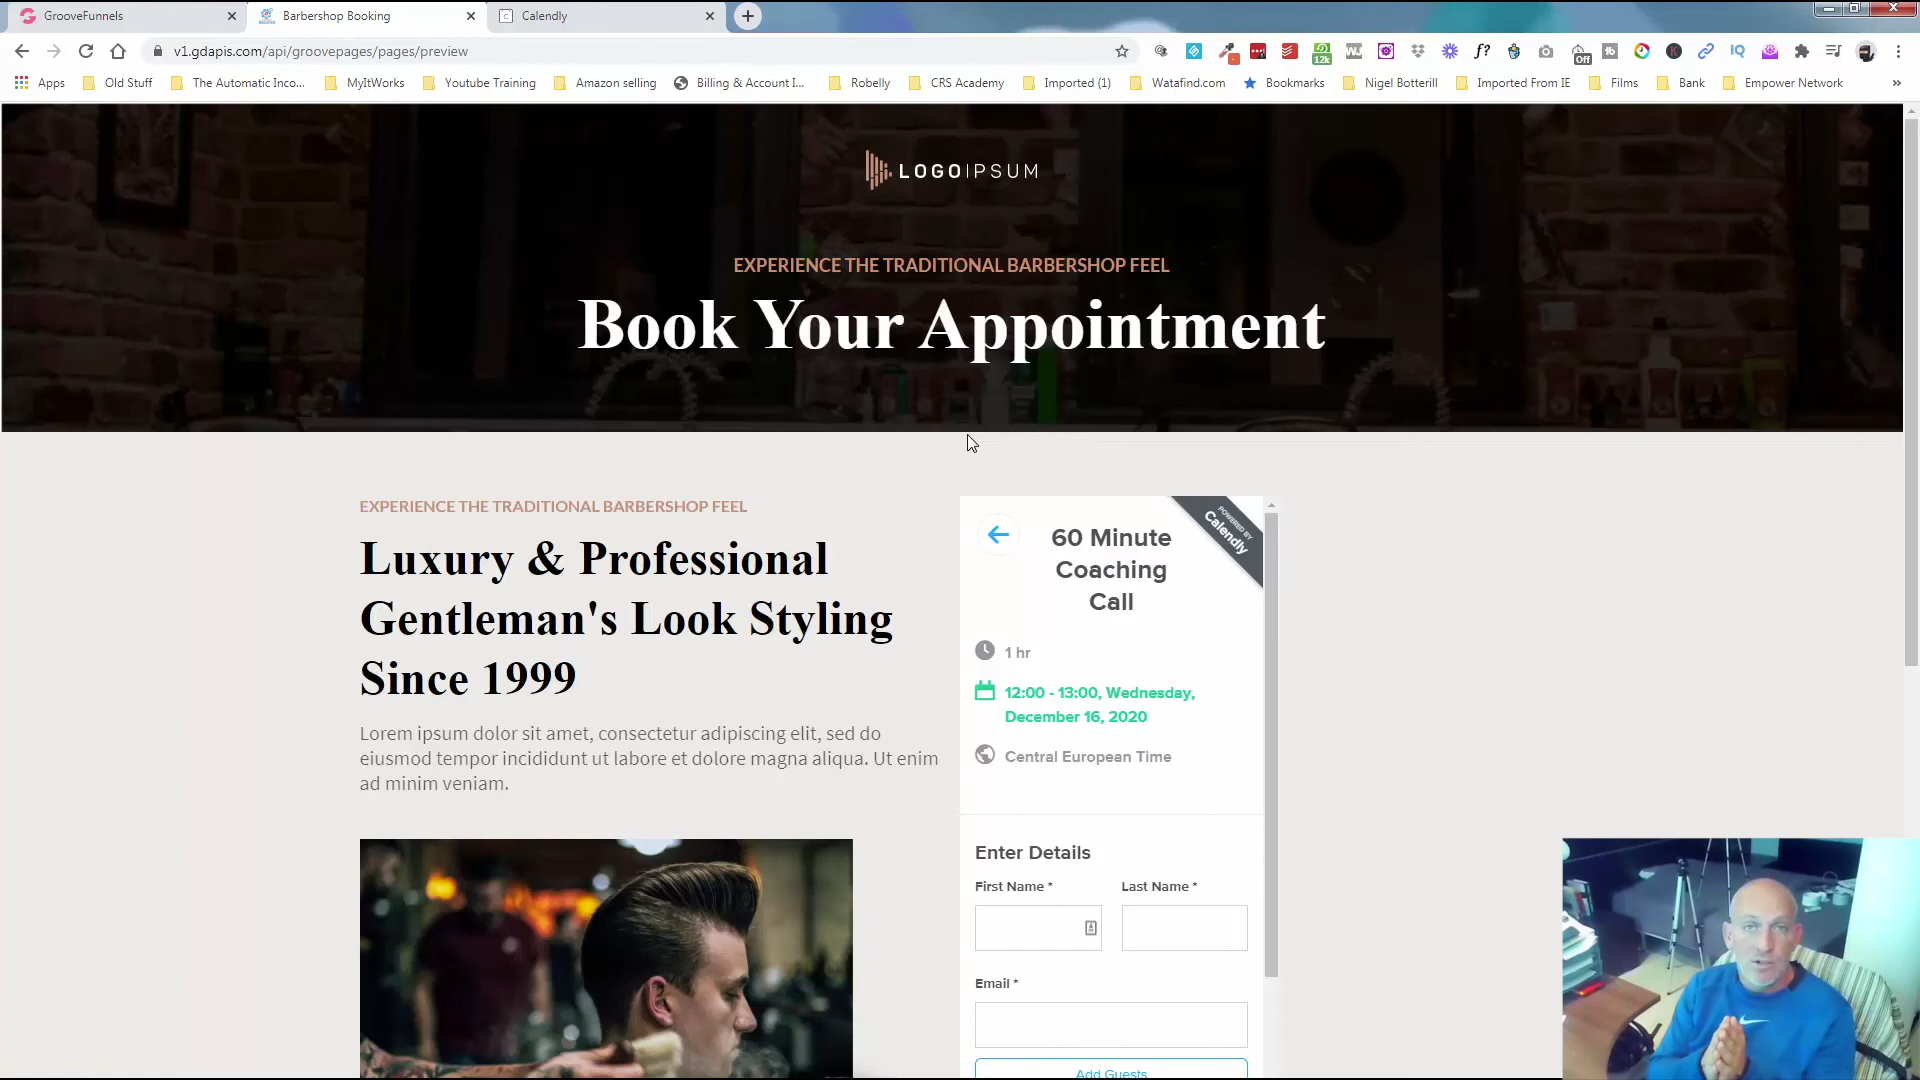 GrooveFunnels
Barbershop Booking
Calendly
v1.gdapis.com/api/groovepages/pages/preview
12k
Off
Apps
Old Stuff
The Automatic Inco...
MyItWorks
Youtube Training
Amazon selling
Billing & Account I...
Robelly
CRS Academy
Imported (1)
Watafind.com
Bookmarks
Nigel Botterill
Imported From IE
Films
Bank
Empower Network
»
LOGOIPSUM
EXPERIENCE THE TRADITIONAL BARBERSHOP FEEL
Book Your Appointment
EXPERIENCE THE TRADITIONAL BARBERSHOP FEEL
Luxury & Professional
Gentleman's Look Styling
Since 1999
Lorem ipsum dolor sit amet, consectetur adipiscing elit, sed do
eiusmod tempor incididunt ut labore et dolore magna aliqua. Ut enim
ad minim veniam.
POWERED BY
Calendly
60 Minute
Coaching
Call
1 hr
12:00 - 13:00, Wednesday,
December 16, 2020
Central European Time
Enter Details
First Name *
Last Name *
Email *
Add Guests